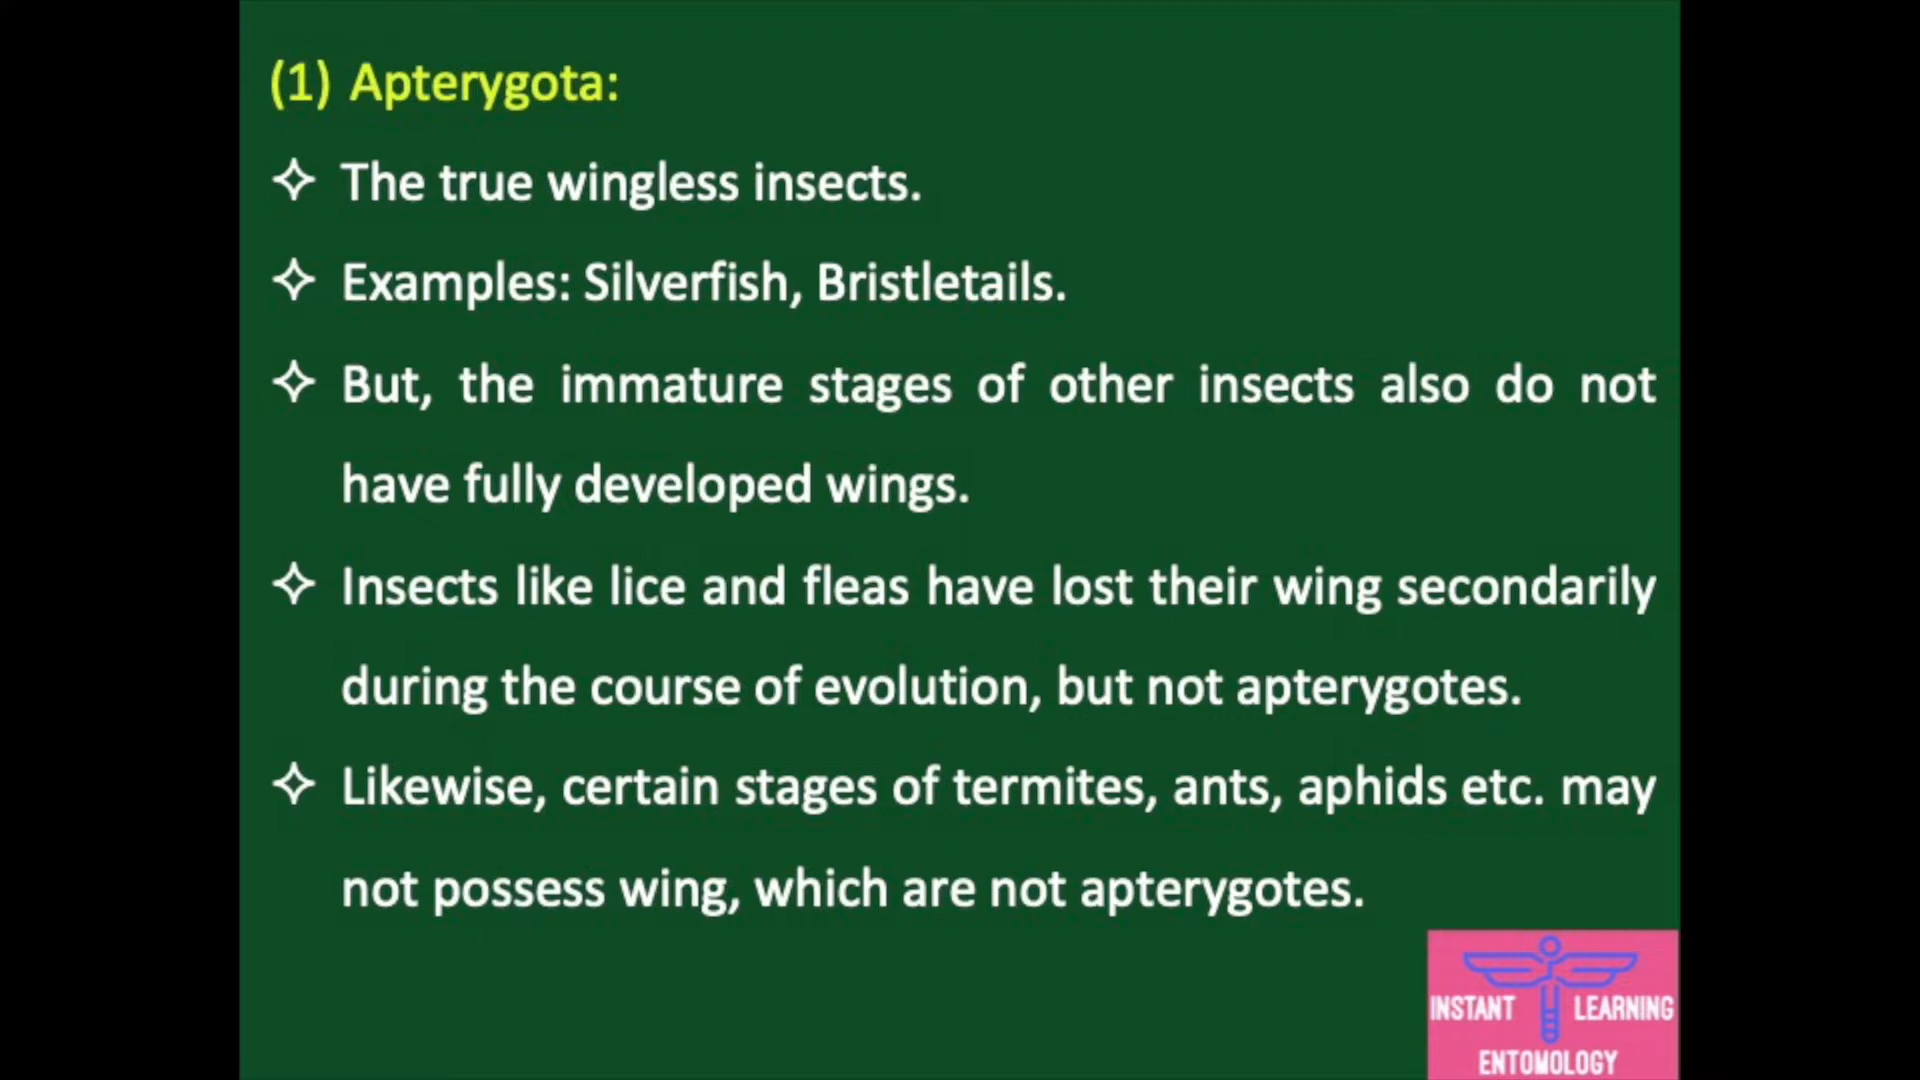 (1) Apterygota:
✧ The true wingless insects.
✧ Examples: Silverfish, Bristletails.
✧ But, the immature stages of other insects also do not
have fully developed wings.
✧ Insects like lice and fleas have lost their wing secondarily
during the course of evolution, but not apterygotes.
✧ Likewise, certain stages of termites, ants, aphids etc. may
not possess wing, which are not apterygotes.
INSTANT LEARNING
ENTOMOLOGY